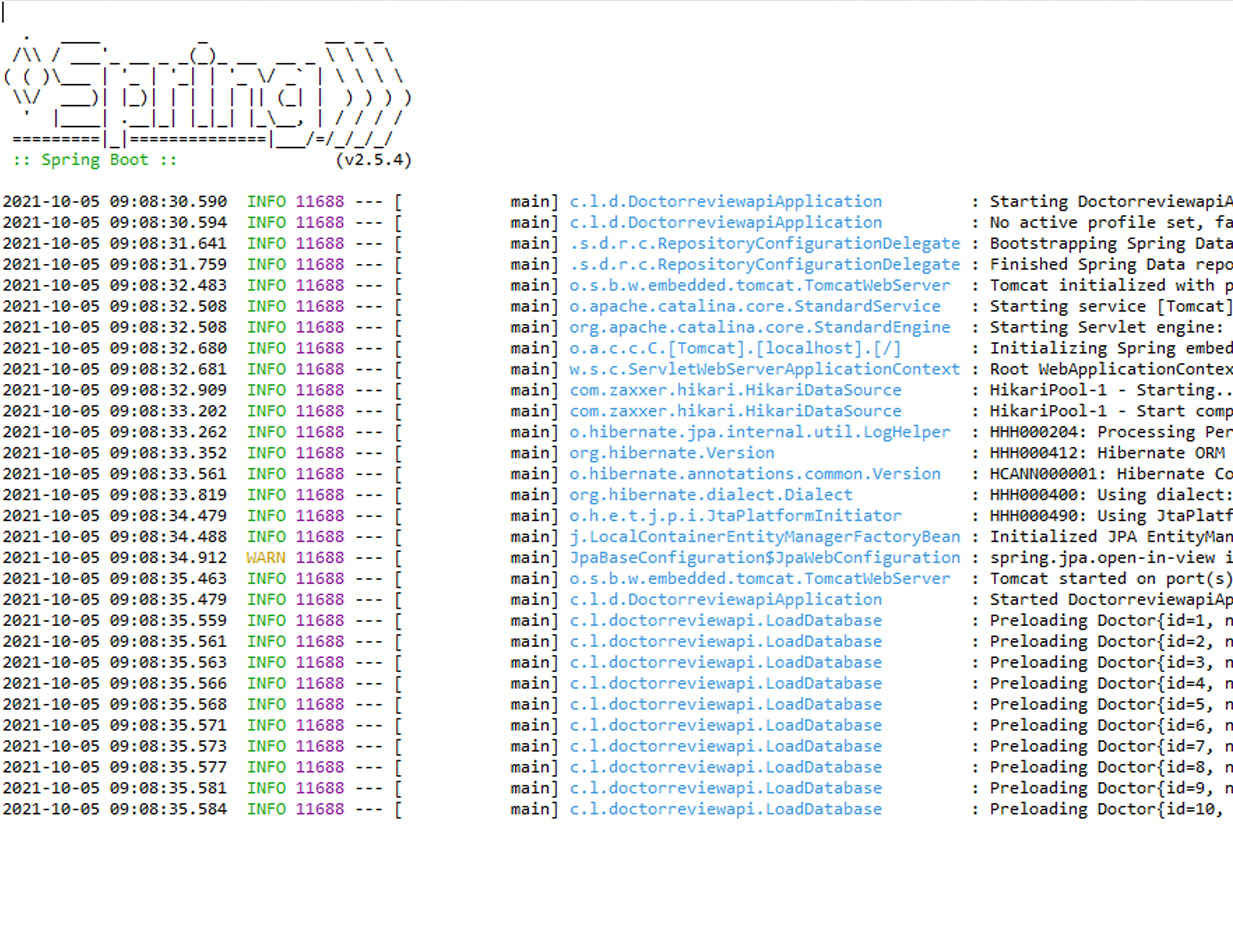 :: Spring Boot :: (v2.5.4)
2021-10-05 09:08:30.590 INFO 11688 --- [ main] c.l.d.DoctorreviewapiApplication : Starting DoctorreviewapiA
2021-10-05 09:08:30.594 INFO 11688 --- [ main] c.l.d.DoctorreviewapiApplication : No active profile set, fa
2021-10-05 09:08:31.641 INFO 11688 --- [ main] .s.d.r.c.RepositoryConfigurationDelegate : Bootstrapping Spring Data
2021-10-05 09:08:31.759 INFO 11688 --- [ main] .s.d.r.c.RepositoryConfigurationDelegate : Finished Spring Data repo
2021-10-05 09:08:32.483 INFO 11688 --- [ main] o.s.b.w.embedded.tomcat.TomcatWebServer : Tomcat initialized with p
2021-10-05 09:08:32.508 INFO 11688 --- [ main] o.apache.catalina.core.StandardService : Starting service [Tomcat]
2021-10-05 09:08:32.508 INFO 11688 --- [ main] org.apache.catalina.core.StandardEngine : Starting Servlet engine:
2021-10-05 09:08:32.680 INFO 11688 --- [ main] o.a.c.c.C.[Tomcat].[localhost].[/] : Initializing Spring embed
2021-10-05 09:08:32.681 INFO 11688 --- [ main] w.s.c.ServletWebServerApplicationContext : Root WebApplicationContex
2021-10-05 09:08:32.909 INFO 11688 --- [ main] com.zaxxer.hikari.HikariDataSource : HikariPool-1 - Starting..
2021-10-05 09:08:33.202 INFO 11688 --- [ main] com.zaxxer.hikari.HikariDataSource : HikariPool-1 - Start comp
2021-10-05 09:08:33.262 INFO 11688 --- [ main] o.hibernate.jpa.internal.util.LogHelper : HHH000204: Processing Per
2021-10-05 09:08:33.352 INFO 11688 --- [ main] org.hibernate.Version : HHH000412: Hibernate ORM
2021-10-05 09:08:33.561 INFO 11688 --- [ main] o.hibernate.annotations.common.Version : HCANN000001: Hibernate Co
2021-10-05 09:08:33.819 INFO 11688 --- [ main] org.hibernate.dialect.Dialect : HHH000400: Using dialect:
2021-10-05 09:08:34.479 INFO 11688 --- [ main] o.h.e.t.j.p.i.JtaPlatformInitiator : HHH000490: Using JtaPlatf
2021-10-05 09:08:34.488 INFO 11688 --- [ main] j.LocalContainerEntityManagerFactoryBean : Initialized JPA EntityMan
2021-10-05 09:08:34.912 WARN 11688 --- [ main] JpaBaseConfiguration$JpaWebConfiguration : spring.jpa.open-in-view i
2021-10-05 09:08:35.463 INFO 11688 --- [ main] o.s.b.w.embedded.tomcat.TomcatWebServer : Tomcat started on port(s)
2021-10-05 09:08:35.479 INFO 11688 --- [ main] c.l.d.DoctorreviewapiApplication : Started DoctorreviewapiAp
2021-10-05 09:08:35.559 INFO 11688 --- [ main] c.l.doctorreviewapi.LoadDatabase : Preloading Doctor{id=1, n
2021-10-05 09:08:35.561 INFO 11688 --- [ main] c.l.doctorreviewapi.LoadDatabase : Preloading Doctor{id=2, n
2021-10-05 09:08:35.563 INFO 11688 --- [ main] c.l.doctorreviewapi.LoadDatabase : Preloading Doctor{id=3, n
2021-10-05 09:08:35.566 INFO 11688 --- [ main] c.l.doctorreviewapi.LoadDatabase : Preloading Doctor{id=4, n
2021-10-05 09:08:35.568 INFO 11688 --- [ main] c.l.doctorreviewapi.LoadDatabase : Preloading Doctor{id=5, n
2021-10-05 09:08:35.571 INFO 11688 --- [ main] c.l.doctorreviewapi.LoadDatabase : Preloading Doctor{id=6, n
2021-10-05 09:08:35.573 INFO 11688 --- [ main] c.l.doctorreviewapi.LoadDatabase : Preloading Doctor{id=7, n
2021-10-05 09:08:35.577 INFO 11688 --- [ main] c.l.doctorreviewapi.LoadDatabase : Preloading Doctor{id=8, n
2021-10-05 09:08:35.581 INFO 11688 --- [ main] c.l.doctorreviewapi.LoadDatabase : Preloading Doctor{id=9, n
2021-10-05 09:08:35.584 INFO 11688 --- [ main] c.l.doctorreviewapi.LoadDatabase : Preloading Doctor{id=10,